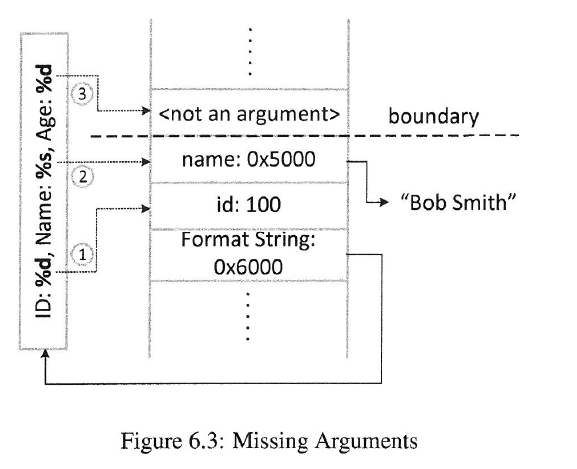 ID: %d, Name: %s, Age: %d
3
<not an argument>
boundary
2
name: 0x5000
"Bob Smith"
id: 100
1
Format String:
0x6000
Figure 6.3: Missing Arguments